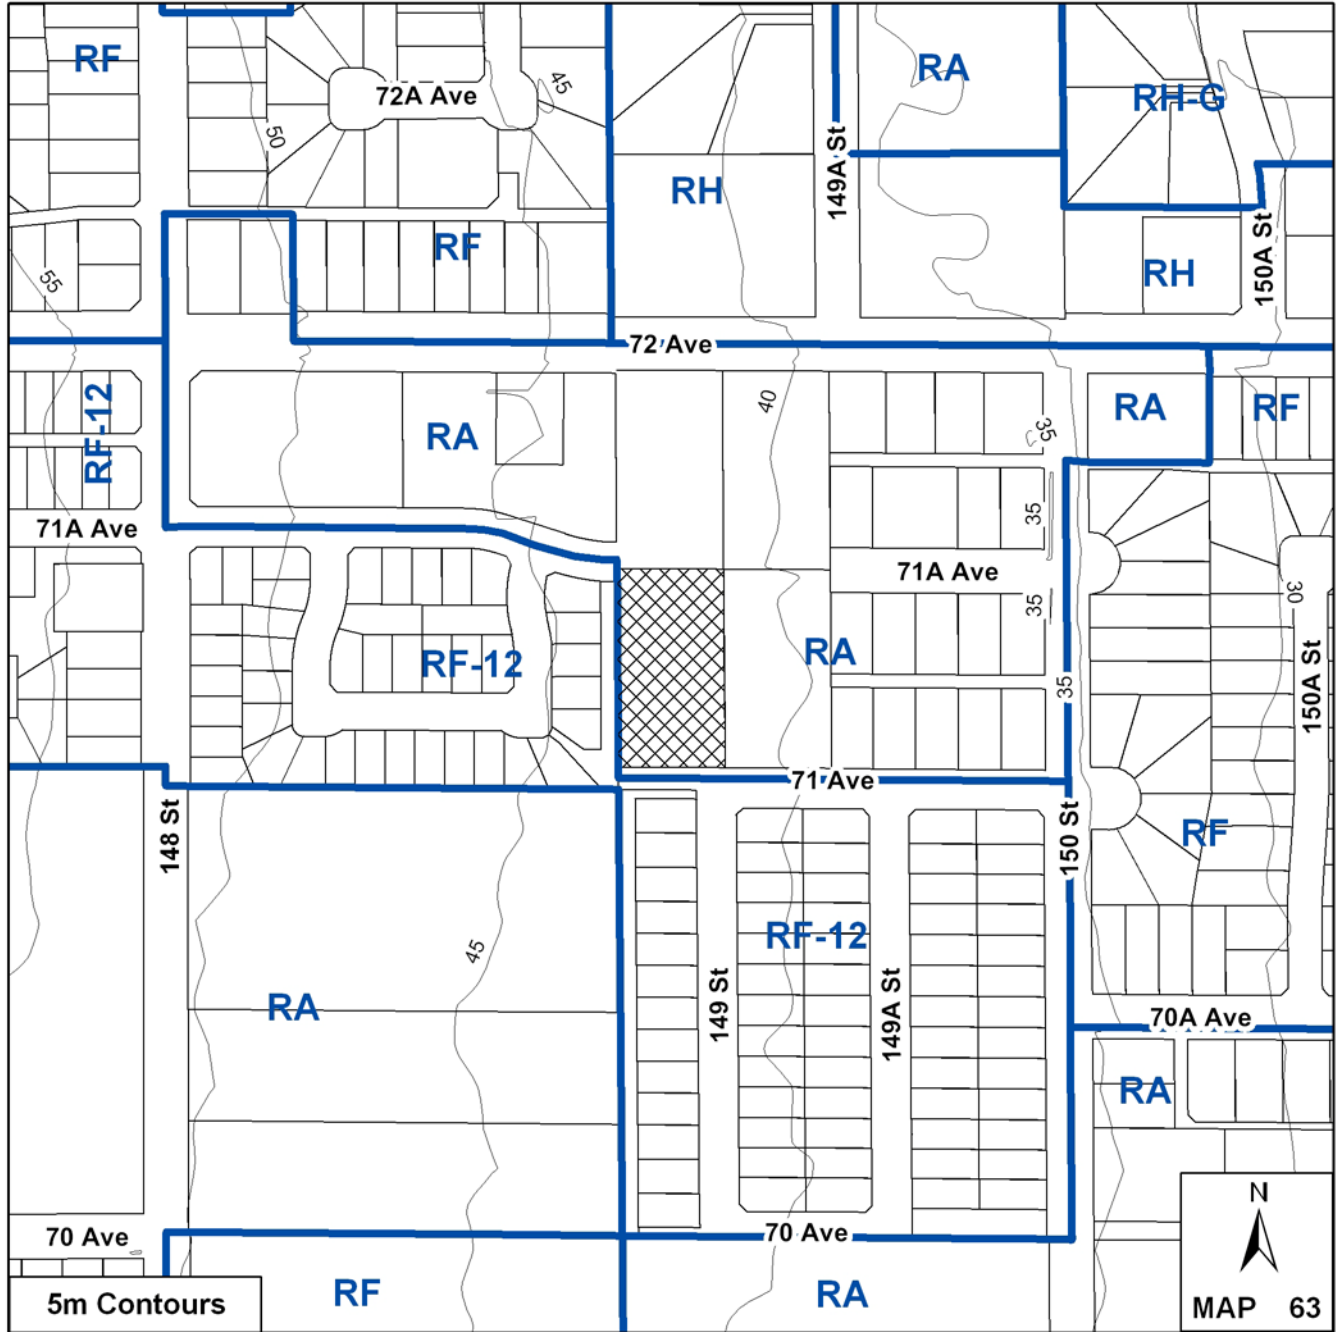 RF
72A Ave
45
50
RA
RH-G
149A St
RH
RF
55
RH
150A St
72 Ave
RF-12
RA
40
35
RA
RF
71A Ave
35
71A Ave
35
30
RF-12
RA
35
150A St
71 Ave
148 St
150 St
RF
RF-12
45
149 St
149A St
RA
70A Ave
RA
70 Ave
70 Ave
RF
RA
5m Contours
N
MAP 63